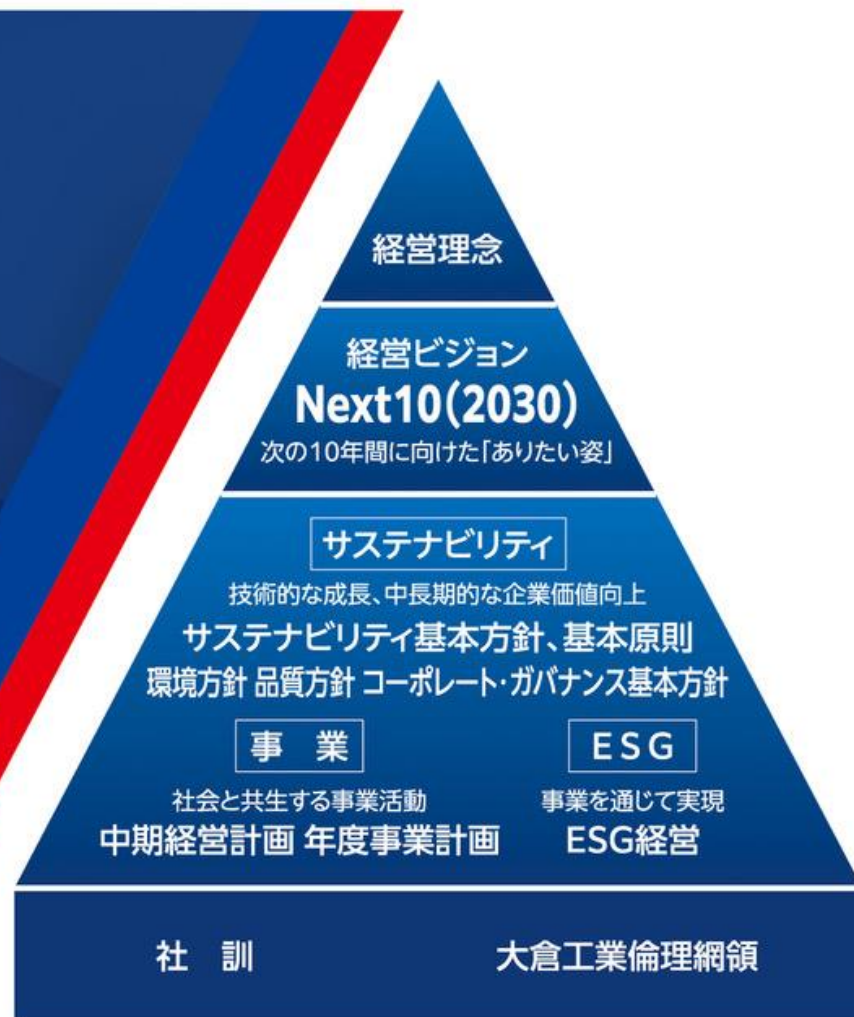 経営理念
経営ビジョン
Next10(2030)
次の10年間に向けた「ありたい姿」
サステナビリティ
技術的な成長、中長期的な企業価値向上
サステナビリティ基本方針、基本原則
環境方針 品質方針 コーポレート・ガバナンス基本方針
事 業
社会と共生する事業活動
中期経営計画 年度事業計画
ESG
事業を通じて実現
ESG経営
社 訓
大倉工業倫理網領